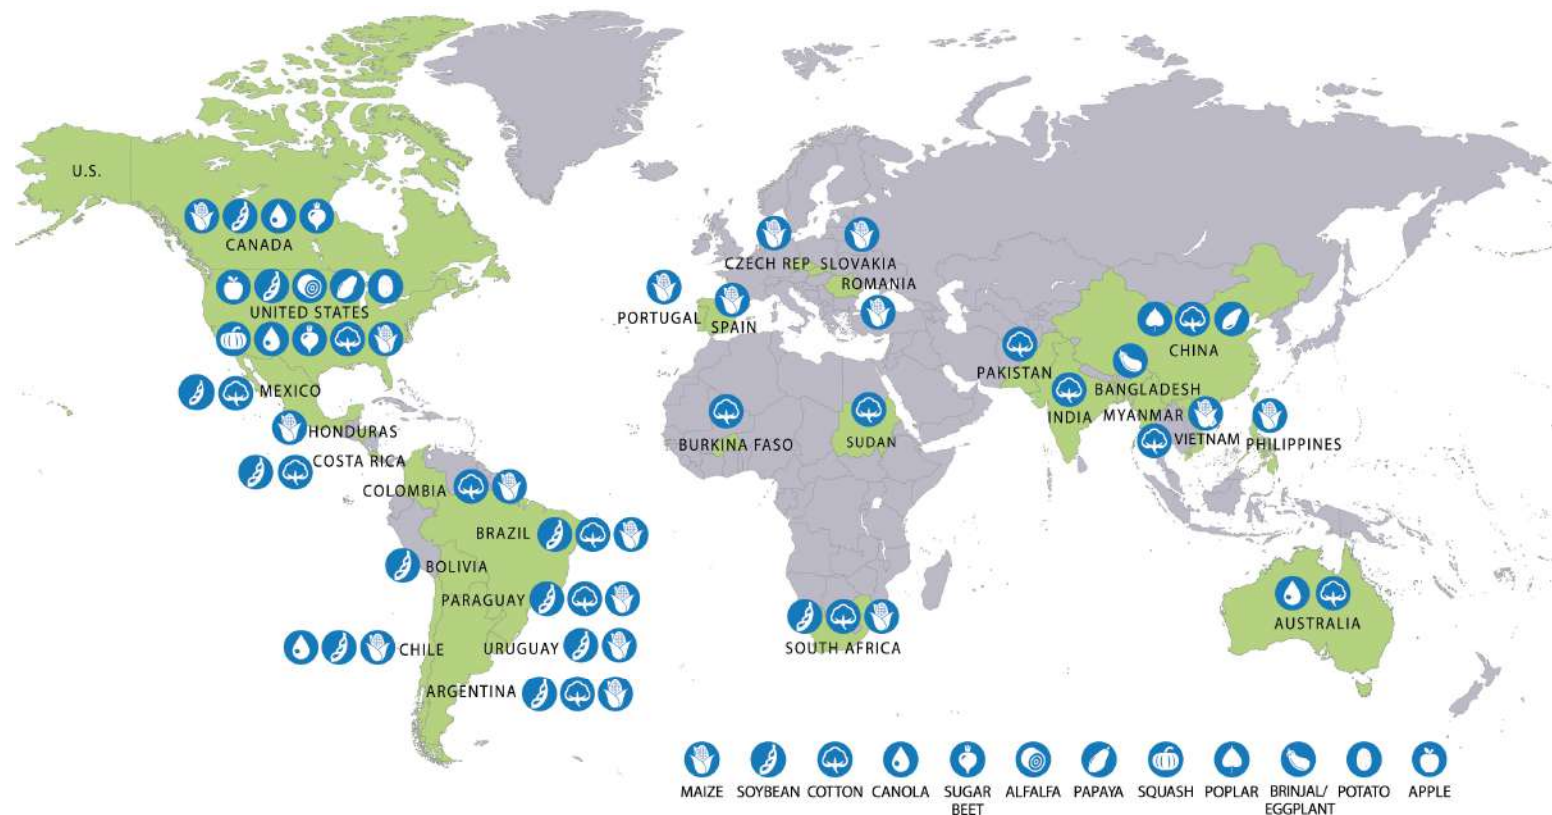 U.S.
CANADA
UNITED STATES
MEXICO
HONDURAS
COSTA RICA
COLOMBIA
BRAZIL
BOLIVIA
PARAGUAY
CHILE
URUGUAY
ARGENTINA
CZECH REP
SLOVAKIA
ROMANIA
PORTUGAL
SPAIN
BURKINA FASO
SUDAN
SOUTH AFRICA
PAKISTAN
CHINA
BANGLADESH
INDIA
MYANMAR
VIETNAM
PHILIPPINES
AUSTRALIA
MAIZE
SOYBEAN
COTTON
CANOLA
SUGAR
BEET
ALFALFA
PAPAYA
SQUASH
POPLAR
BRINJAL/
EGGPLANT
POTATO
APPLE